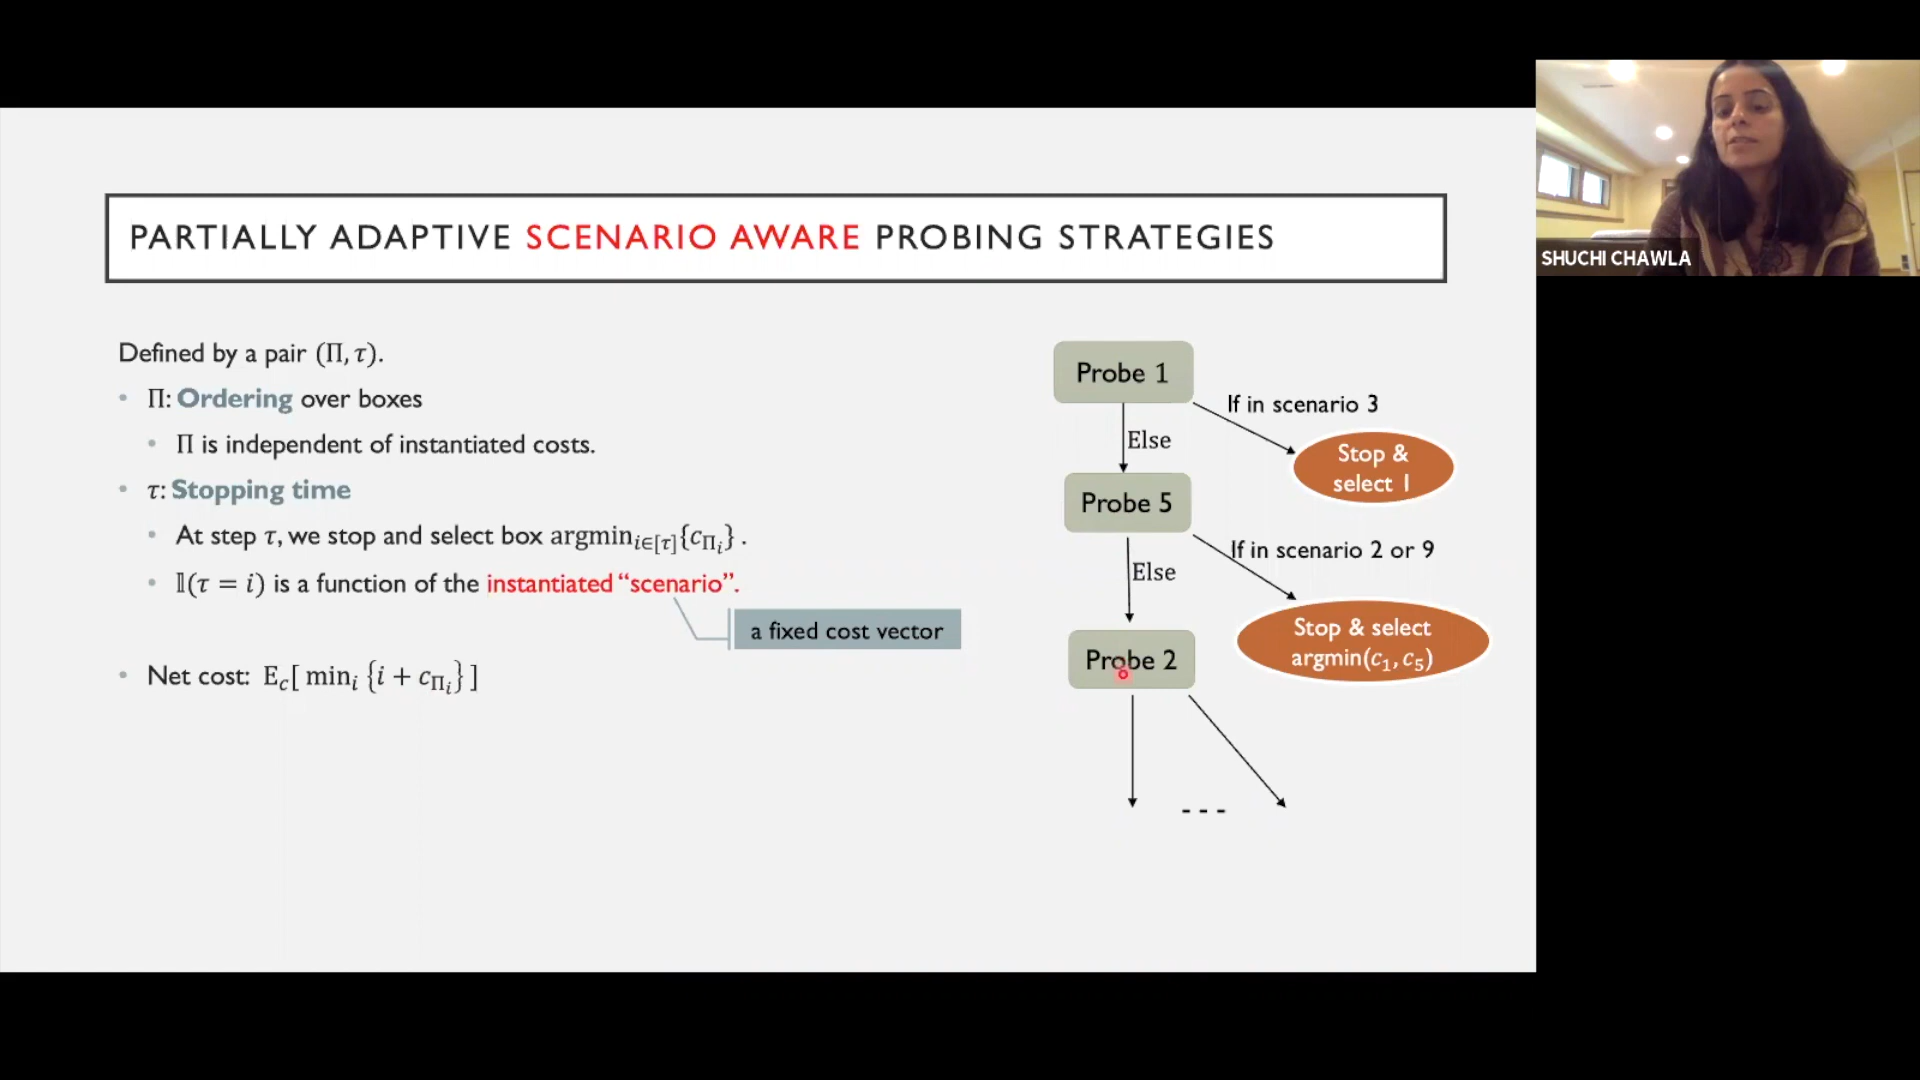 PARTIALLY ADAPTIVE SCENARIO AWARE PROBING STRATEGIES
SHUCHI CHAWLA
Defined by a pair (Π, τ).
• Π: Ordering over boxes
• Π is independent of instantiated costs.
• τ: Stopping time
• At step τ, we stop and select box argmin_{i∈[τ]}{c_{Π_i}} .
• 𝕀(τ = i) is a function of the instantiated “scenario”.
a fixed cost vector
• Net cost: E_c[ min_i {i + c_{Π_i}} ]
Probe 1
If in scenario 3
Else
Stop &
select 1
Probe 5
If in scenario 2 or 9
Else
Stop & select
argmin(c₁, c₅)
Probe 2
- - -